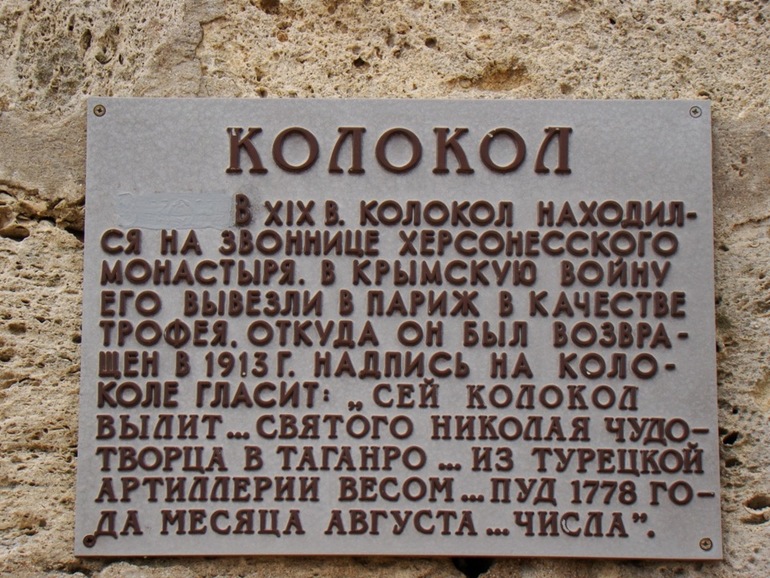 КОЛОКОЛ
В XIX В. КОЛОКОЛ НАХОДИЛ-
СЯ НА ЗВОННИЦЕ ХЕРСОНЕССКОГО
МОНАСТЫРЯ. В КРЫМСКУЮ ВОЙНУ
ЕГО ВЫВЕЗЛИ В ПАРИЖ В КАЧЕСТВЕ
ТРОФЕЯ, ОТКУДА ОН БЫЛ ВОЗВРА-
ЩЕН В 1913 Г. НАДПИСЬ НА КОЛО-
КОЛЕ ГЛАСИТ: „СЕЙ КОЛОКОЛ
ВЫЛИТ...СВЯТОГО НИКОЛАЯ ЧУДО-
ТВОРЦА В ТАГАНРО ... ИЗ ТУРЕЦКОЙ
АРТИЛЛЕРИИ ВЕСОМ ... ПУД 1778 ГО-
ДА МЕСЯЦА АВГУСТА ... ЧИСЛА”.